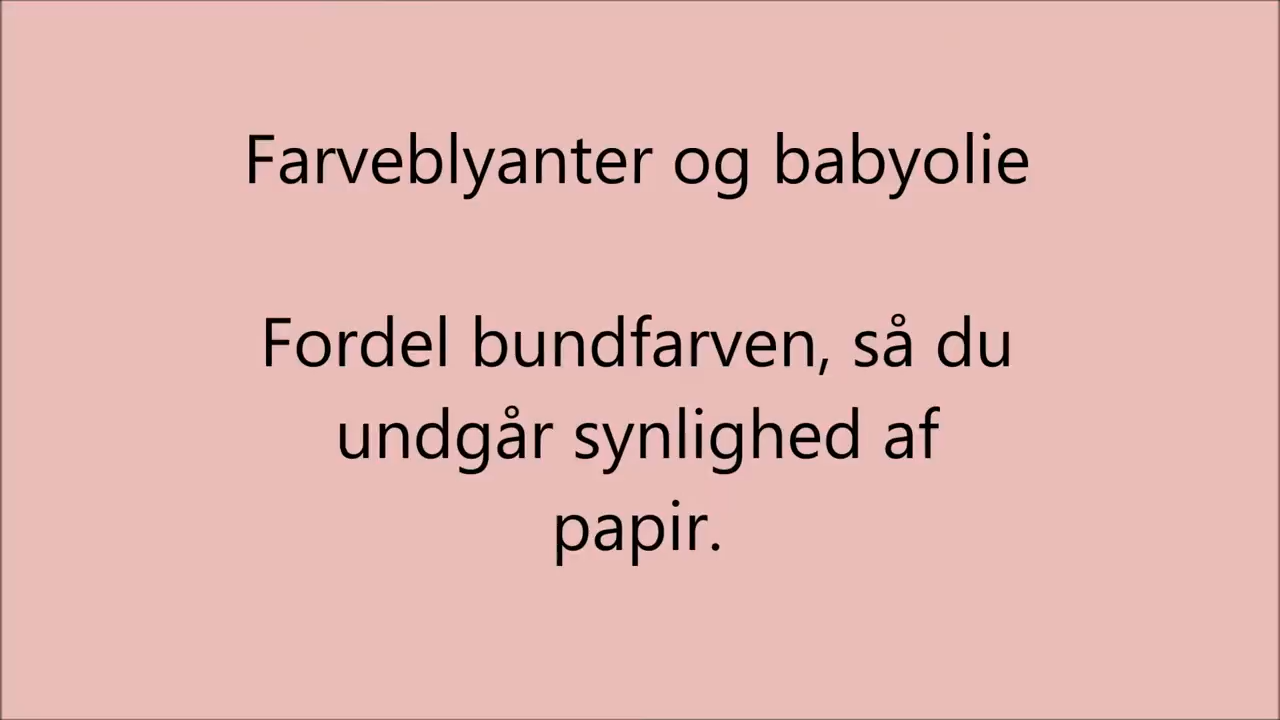 Farveblyanter og babyolie
Fordel bundfarven, så du
undgår synlighed af
papir.